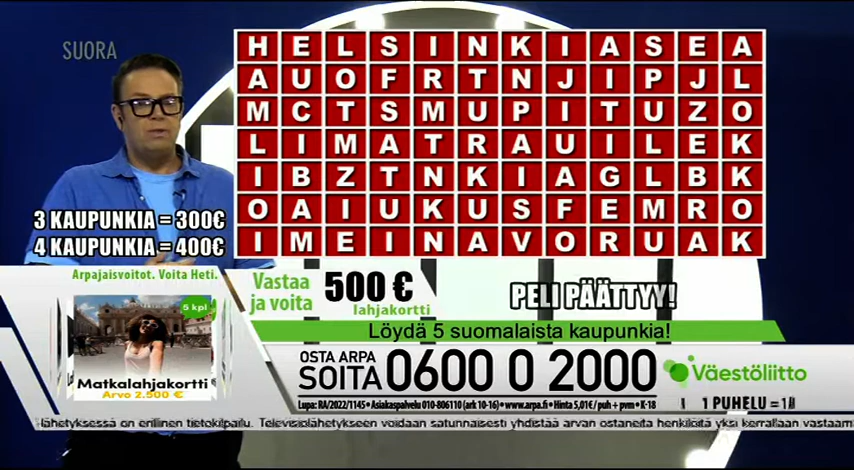 SUORA
H E L S I N K I A S E A
A U O F R T N J I P J L
M C T S M U P I T U Z O
L I M A T R A U I L E K
I B Z T N K I A G L B K
O A I U K U S F E M R O
I M E I N A V O R U A K
3 KAUPUNKIA = 300€
4 KAUPUNKIA = 400€
Arpajaisvoitot. Voita Heti.
5 kpl
Matkalahjakortti
Arvo 2.500 €
Vastaa ja voita
500 €
lahjakortti
PELI PÄÄTTYY!
Löydä 5 suomalaista kaupunkia!
OSTA ARPA
SOITA 0600 0 2000
Väestöliitto
Lupa: RA/2022/1145 • Asiakaspalvelu 010-806110 (ark 10-16) • www.arpa.fi • Hinta 5,01€ / puh + pvm • K-18
1 PUHELU =
lähetyksessä on erillinen tietokilpailu. Televisiolähetykseen voidaan satunnaisesti yhdistää arvan ostaneita henkilöitä yksi kerrallaan vastaam